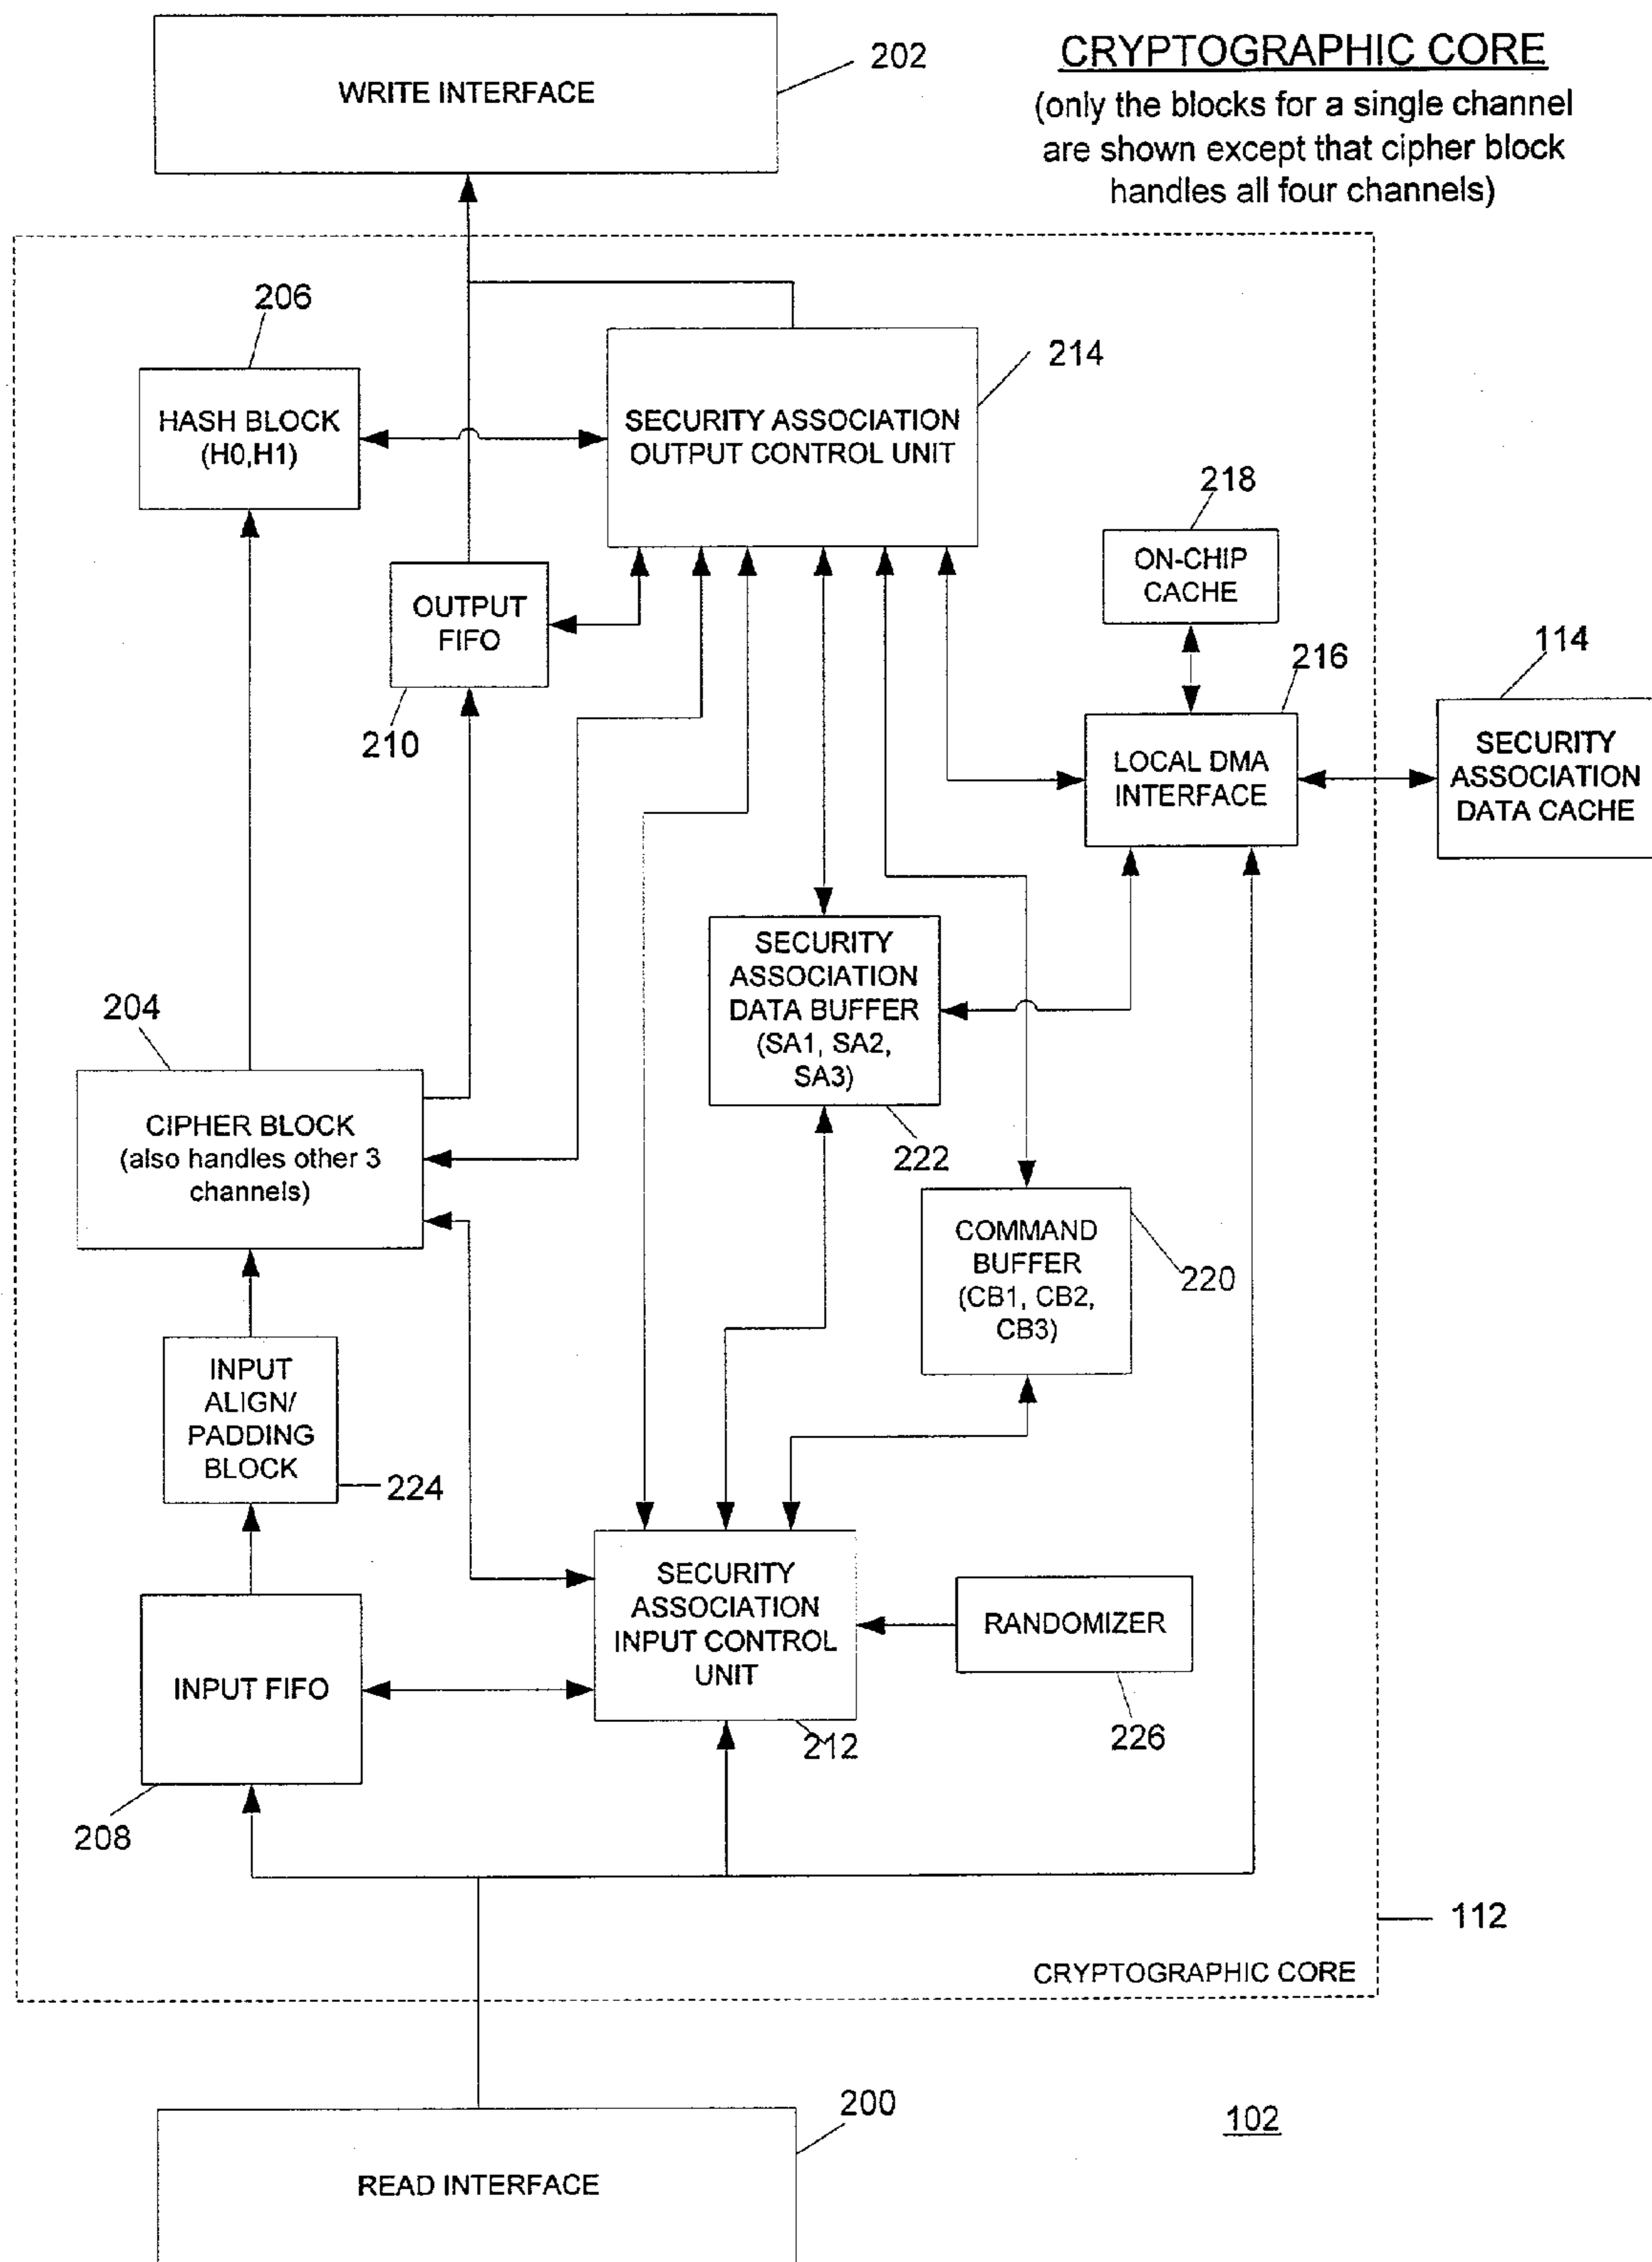 CRYPTOGRAPHIC CORE
(only the blocks for a single channel
are shown except that cipher block
handles all four channels)
WRITE INTERFACE
202
206
HASH BLOCK
(H0,H1)
SECURITY ASSOCIATION
OUTPUT CONTROL UNIT
214
218
ON-CHIP
CACHE
OUTPUT
FIFO
210
216
LOCAL DMA
INTERFACE
114
SECURITY
ASSOCIATION
DATA CACHE
SECURITY
ASSOCIATION
DATA BUFFER
(SA1, SA2,
SA3)
222
204
CIPHER BLOCK
(also handles other 3
channels)
COMMAND
BUFFER
(CB1, CB2,
CB3)
220
INPUT
ALIGN/
PADDING
BLOCK
224
SECURITY
ASSOCIATION
INPUT CONTROL
UNIT
212
RANDOMIZER
226
INPUT FIFO
208
112
CRYPTOGRAPHIC CORE
200
READ INTERFACE
102